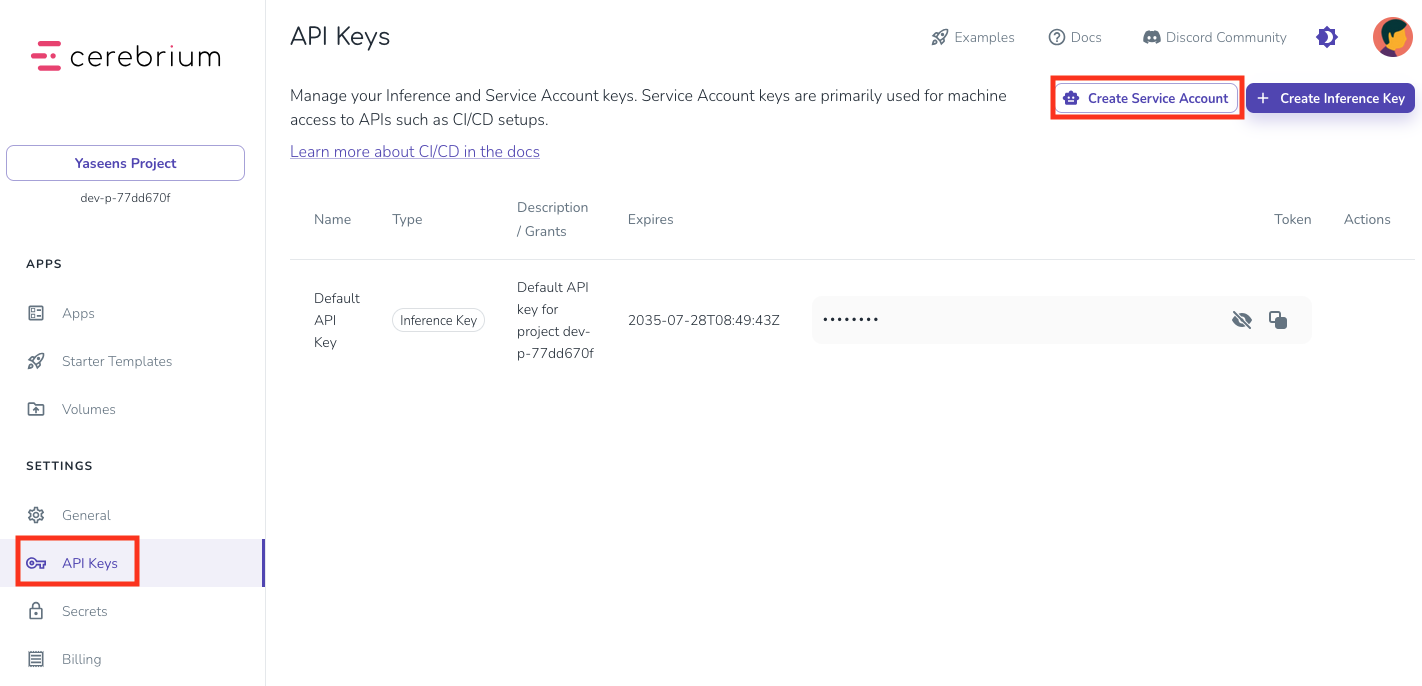 cerebrium
Yaseens Project
dev-p-77dd670f
APPS
Apps
Starter Templates
Volumes
SETTINGS
General
API Keys
Secrets
Billing
API Keys
Examples
Docs
Discord Community
Manage your Inference and Service Account keys. Service Account keys are primarily used for machine
access to APIs such as CI/CD setups.
Learn more about CI/CD in the docs
Create Service Account
+ Create Inference Key
Name
Type
Description
/ Grants
Expires
Token
Actions
Default
API
Key
Inference Key
Default API
key for
project dev-
p-77dd670f
2035-07-28T08:49:43Z
••••••••